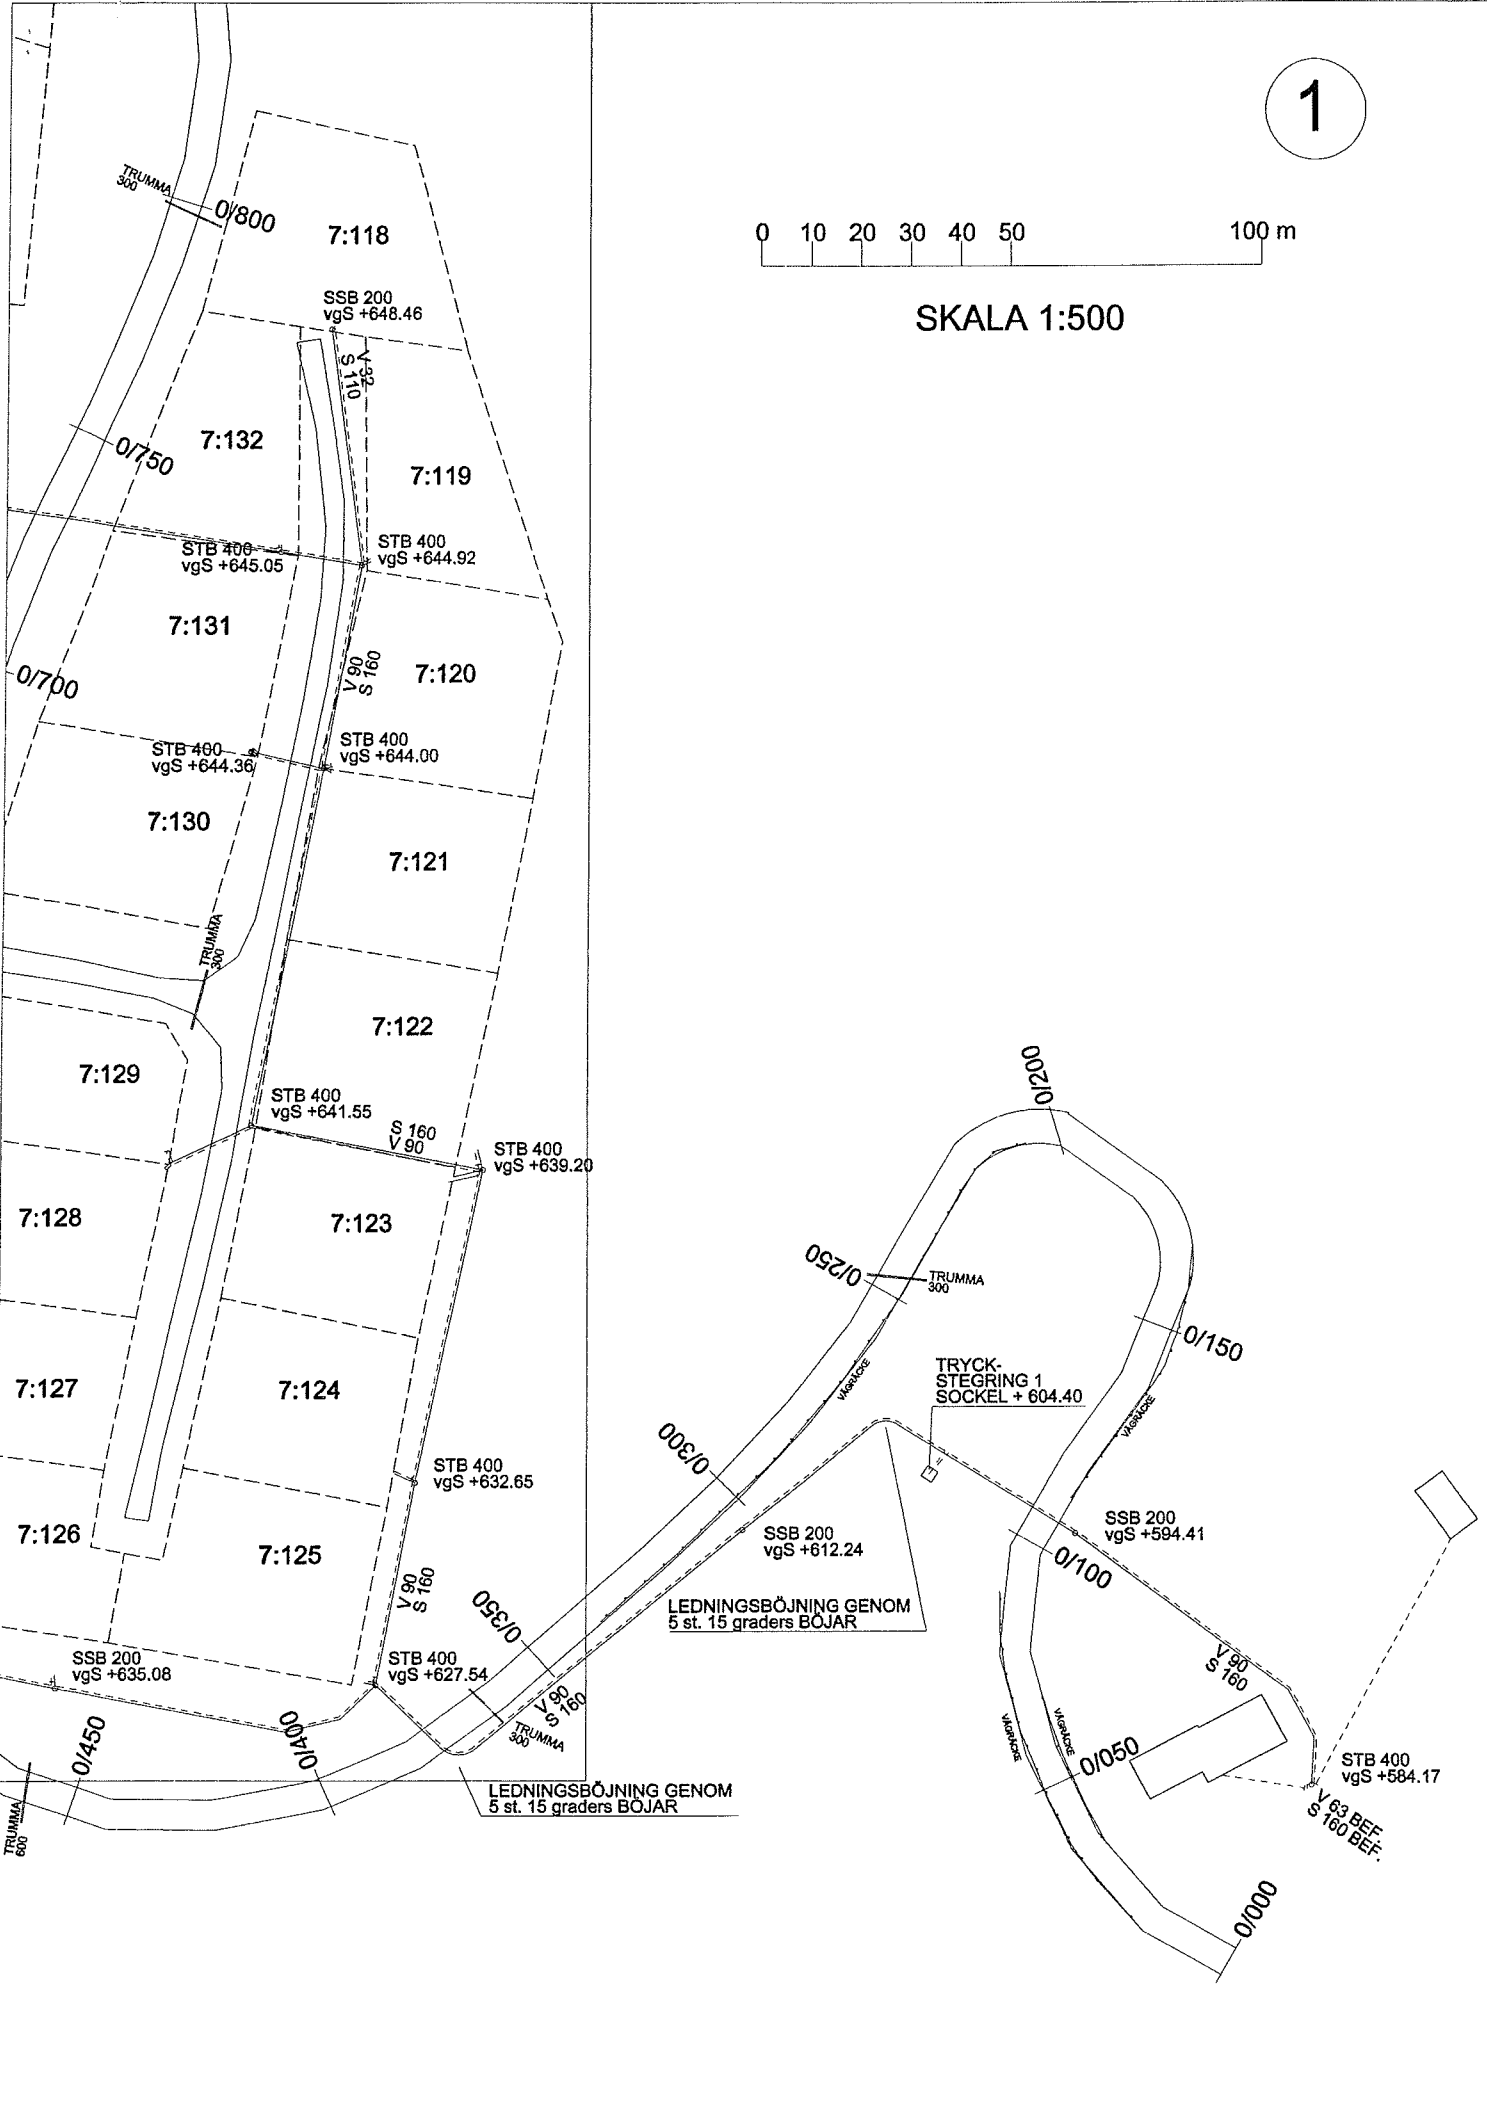 1
0 10 20 30 40 50 100 m
SKALA 1:500
TRUMMA
300
0/800
7:118
SSB 200
vgS +648.46
V 32
S 110
7:132
0/750
7:119
STB 400
vgS +645.05
STB 400
vgS +644.92
7:131
V 90
S 160
7:120
0/700
STB 400
vgS +644.36
STB 400
vgS +644.00
7:130
7:121
TRUMMA
300
7:122
7:129
STB 400
vgS +641.55
S 160
V 90
STB 400
vgS +639.20
7:128
7:123
7:127
7:124
STB 400
vgS +632.65
7:126
7:125
V 90
S 160
SSB 200
vgS +635.08
STB 400
vgS +627.54
0/450
0/400
TRUMMA
600
0/350
V 90
S 160
TRUMMA
300
LEDNINGSBÖJNING GENOM
5 st. 15 graders BÖJAR
0/200
0/250
TRUMMA
300
0/150
VÄGRÄCKE
TRYCK-
STEGRING 1
SOCKEL + 604.40
VÄGRÄCKE
0/300
SSB 200
vgS +612.24
SSB 200
vgS +594.41
0/100
LEDNINGSBÖJNING GENOM
5 st. 15 graders BÖJAR
V 90
S 160
VÄGRÄCKE
VÄGRÄCKE
0/050
STB 400
vgS +584.17
V 63 BEF.
S 160 BEF.
0/000